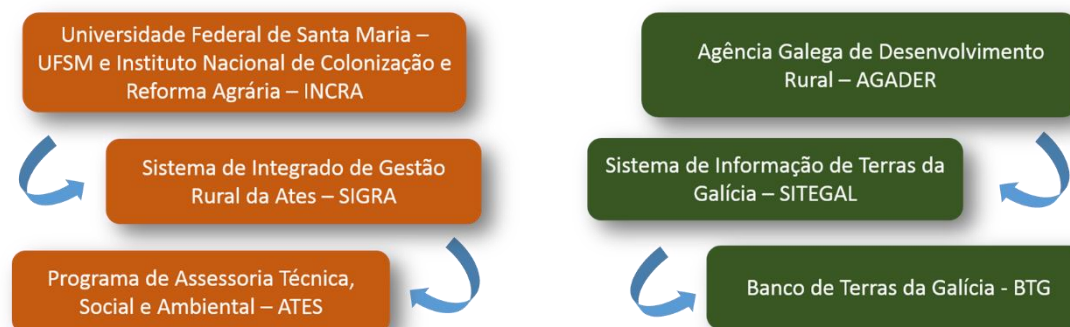 Universidade Federal de Santa Maria –
UFSM e Instituto Nacional de Colonização e
Reforma Agrária – INCRA
Sistema de Integrado de Gestão
Rural da Ates – SIGRA
Programa de Assessoria Técnica,
Social e Ambiental – ATES
Agência Galega de Desenvolvimento
Rural – AGADER
Sistema de Informação de Terras da
Galícia – SITEGAL
Banco de Terras da Galícia - BTG